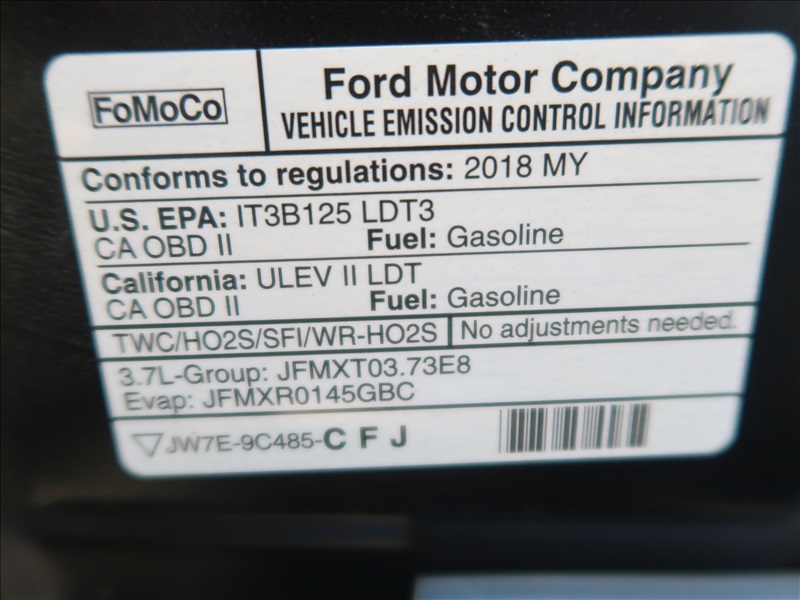 FoMoCo
Ford Motor Company
VEHICLE EMISSION CONTROL INFORMATION
Conforms to regulations: 2018 MY
U.S. EPA: IT3B125 LDT3
CA OBD II Fuel: Gasoline
California: ULEV II LDT
CA OBD II Fuel: Gasoline
TWC/HO2S/SFI/WR-HO2S No adjustments needed.
3.7L-Group: JFMXT03.73E8
Evap: JFMXR0145GBC
JW7E-9C485-C F J